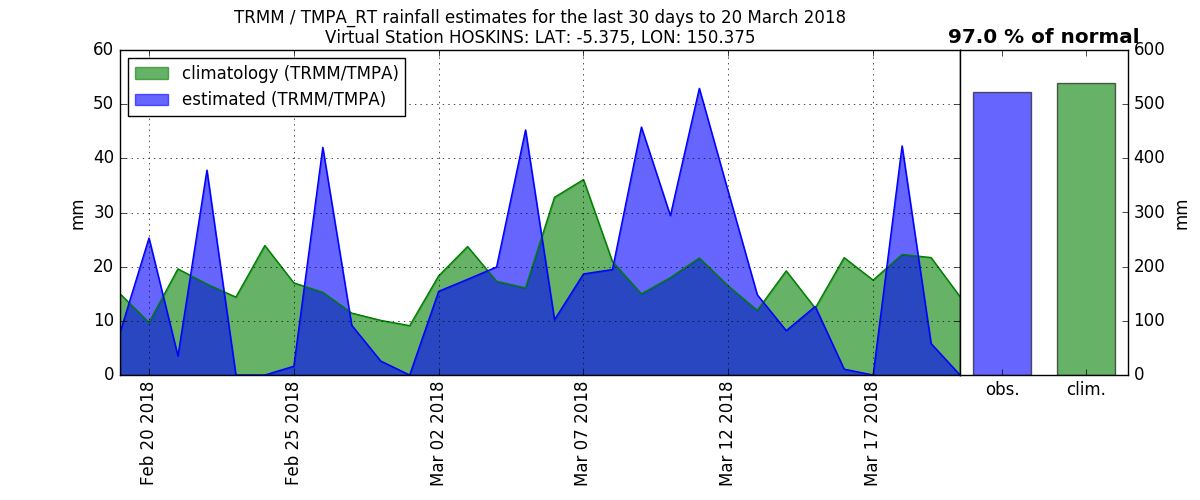 TRMM / TMPA_RT rainfall estimates for the last 30 days to 20 March 2018
Virtual Station HOSKINS: LAT: -5.375, LON: 150.375
97.0 % of normal
climatology (TRMM/TMPA)
estimated (TRMM/TMPA)
60
50
40
30
20
10
0
mm
Feb 20 2018
Feb 25 2018
Mar 02 2018
Mar 07 2018
Mar 12 2018
Mar 17 2018
600
500
400
300
200
100
0
mm
obs.
clim.